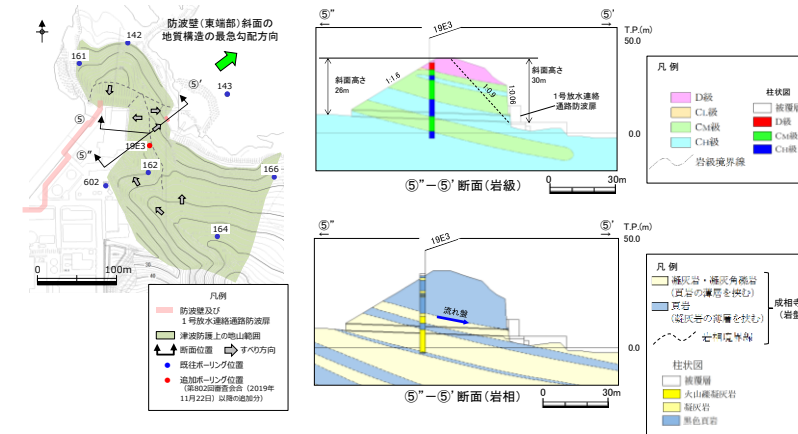 防波壁(東端部)斜面の
地質構造の最急勾配方向
142
161
143
⑤'
⑤
⑤"
19E3
162
166
602
164
0 100m
凡例
防波壁及び
1号放水連絡通路防波扉
津波防護上の地山範囲
断面位置 すべり方向
既往ボーリング位置
追加ボーリング位置
(第802回審査会合(2019年
11月22日)以降の追加分)
⑤" ⑤' T.P.(m)
19E3
50.0
斜面高さ
26m
1:1.6
1:0.9
1:0.06
斜面高さ
30m
1号放水連絡
通路防波扉
0.0
⑤"-⑤'断面(岩級)
0 30m
凡 例
D級
CL級
CM級
CH級
岩級境界線
柱状図
被覆層
D級
CM級
CH級
⑤" ⑤' T.P.(m)
19E3
50.0
流れ盤
0.0
⑤"-⑤'断面(岩相)
0 30m
凡 例
凝灰岩・凝灰角礫岩
(頁岩の薄層を挟む)
頁岩
(凝灰岩の薄層を挟む)
岩相境界線
成相寺
(岩盤
柱状図
被覆層
火山礫凝灰岩
凝灰岩
黒色頁岩